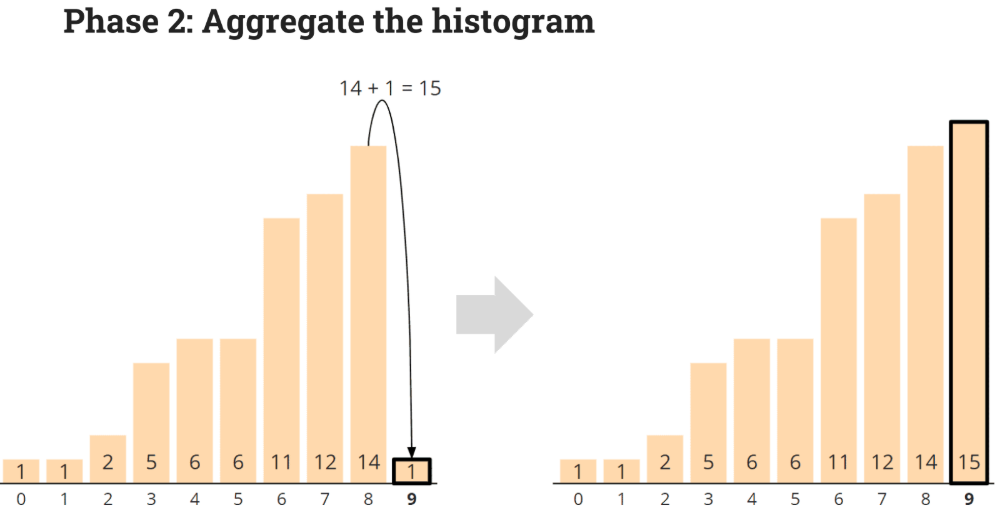 Phase 2: Aggregate the histogram
14 + 1 = 15
1 1 2 5 6 6 11 12 14 1
0 1 2 3 4 5 6 7 8 9
1 1 2 5 6 6 11 12 14 15
0 1 2 3 4 5 6 7 8 9